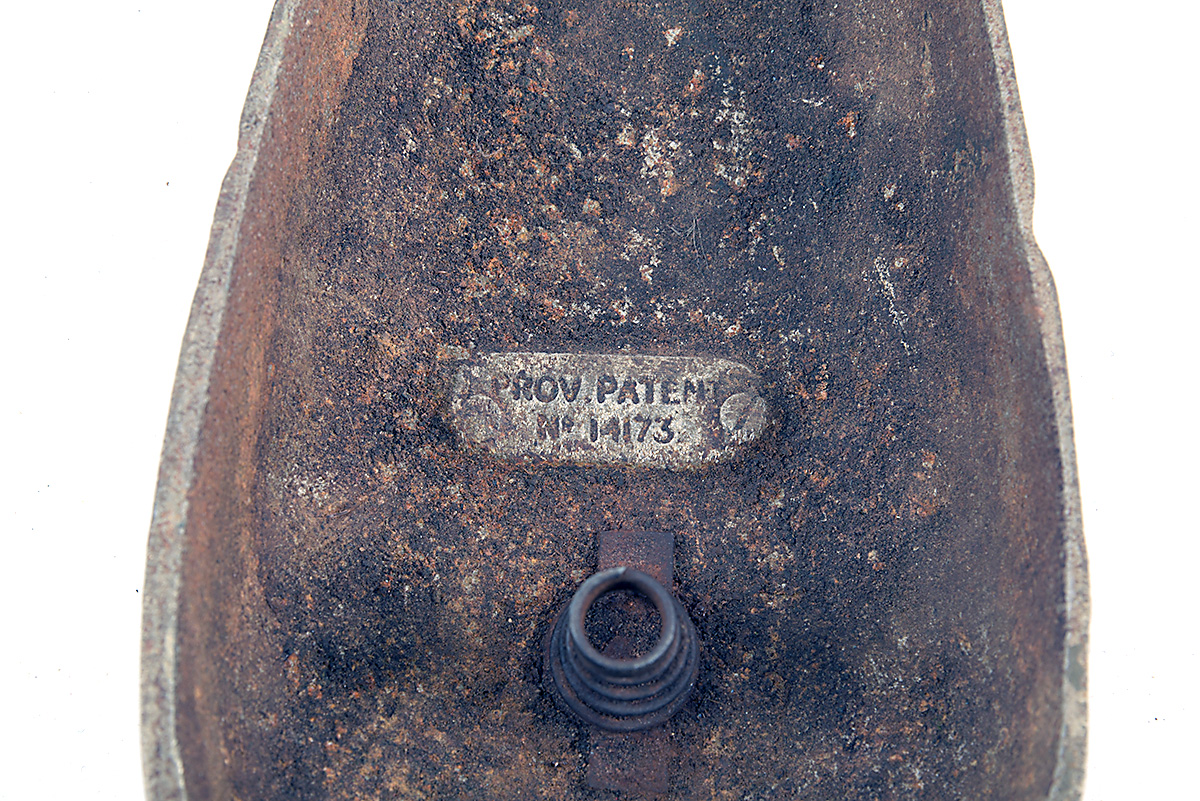 PROV. PATENT
Nº 14173